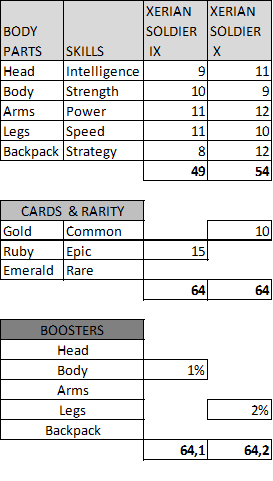 BODY PARTS SKILLS XERIAN SOLDIER IX XERIAN SOLDIER X
Head Intelligence 9 11
Body Strength 10 9
Arms Power 11 12
Legs Speed 11 10
Backpack Strategy 8 12
49 54
CARDS & RARITY
Gold Common 10
Ruby Epic 15
Emerald Rare
64 64
BOOSTERS
Head
Body 1%
Arms
Legs 2%
Backpack
64,1 64,2